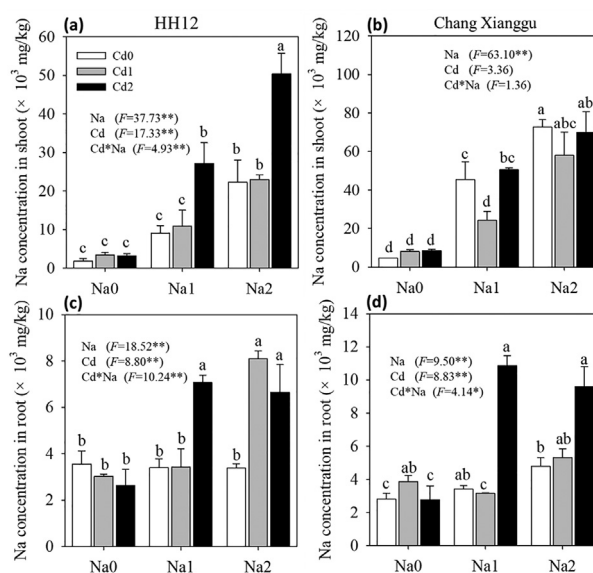 HH12
Chang Xianggu
(a)
Cd0
Cd1
Cd2
Na (F=37.73**)
Cd (F=17.33**)
Cd*Na (F=4.93**)
c c c c c b b b a
60
50
40
30
20
10
0
Na concentration in shoot (× 10³ mg/kg)
Na0 Na1 Na2
(b)
Na (F=63.10**)
Cd (F=3.36)
Cd*Na (F=1.36)
d d d c d bc a abc ab
120
100
80
60
40
20
0
Na concentration in shoot (× 10³ mg/kg)
Na0 Na1 Na2
(c)
Na (F=18.52**)
Cd (F=8.80**)
Cd*Na (F=10.24**)
b b b b b a b a a
10
8
6
4
2
0
Na concentration in root (× 10³ mg/kg)
Na0 Na1 Na2
(d)
Na (F=9.50**)
Cd (F=8.83**)
Cd*Na (F=4.14*)
c ab c ab c a b ab a
14
12
10
8
6
4
2
0
Na concentration in root (× 10³ mg/kg)
Na0 Na1 Na2